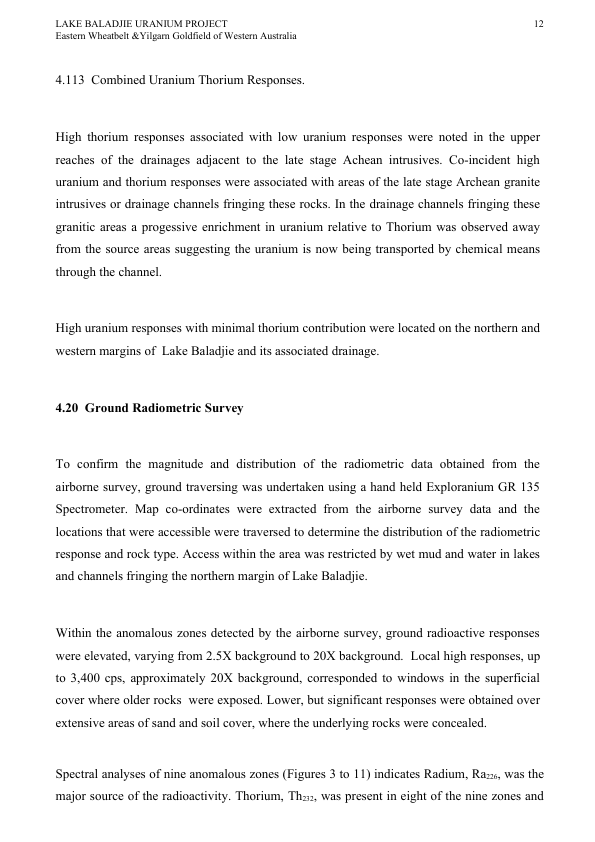 LAKE BALADJIE URANIUM PROJECT 12
Eastern Wheatbelt &Yilgarn Goldfield of Western Australia
4.113 Combined Uranium Thorium Responses.
High thorium responses associated with low uranium responses were noted in the upper
reaches of the drainages adjacent to the late stage Achean intrusives. Co-incident high
uranium and thorium responses were associated with areas of the late stage Archean granite
intrusives or drainage channels fringing these rocks. In the drainage channels fringing these
granitic areas a progessive enrichment in uranium relative to Thorium was observed away
from the source areas suggesting the uranium is now being transported by chemical means
through the channel.
High uranium responses with minimal thorium contribution were located on the northern and
western margins of Lake Baladjie and its associated drainage.
4.20 Ground Radiometric Survey
To confirm the magnitude and distribution of the radiometric data obtained from the
airborne survey, ground traversing was undertaken using a hand held Exploranium GR 135
Spectrometer. Map co-ordinates were extracted from the airborne survey data and the
locations that were accessible were traversed to determine the distribution of the radiometric
response and rock type. Access within the area was restricted by wet mud and water in lakes
and channels fringing the northern margin of Lake Baladjie.
Within the anomalous zones detected by the airborne survey, ground radioactive responses
were elevated, varying from 2.5X background to 20X background. Local high responses, up
to 3,400 cps, approximately 20X background, corresponded to windows in the superficial
cover where older rocks were exposed. Lower, but significant responses were obtained over
extensive areas of sand and soil cover, where the underlying rocks were concealed.
Spectral analyses of nine anomalous zones (Figures 3 to 11) indicates Radium, Ra226, was the
major source of the radioactivity. Thorium, Th232, was present in eight of the nine zones and